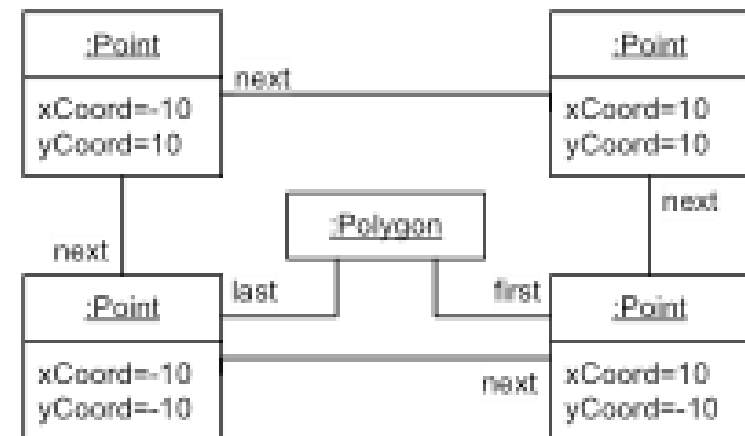 :Point
xCoord=-10
yCoord=10
next
:Point
xCoord=10
yCoord=10
next
:Polygon
next
last
first
:Point
xCoord=-10
yCoord=-10
next
:Point
xCoord=10
yCoord=-10